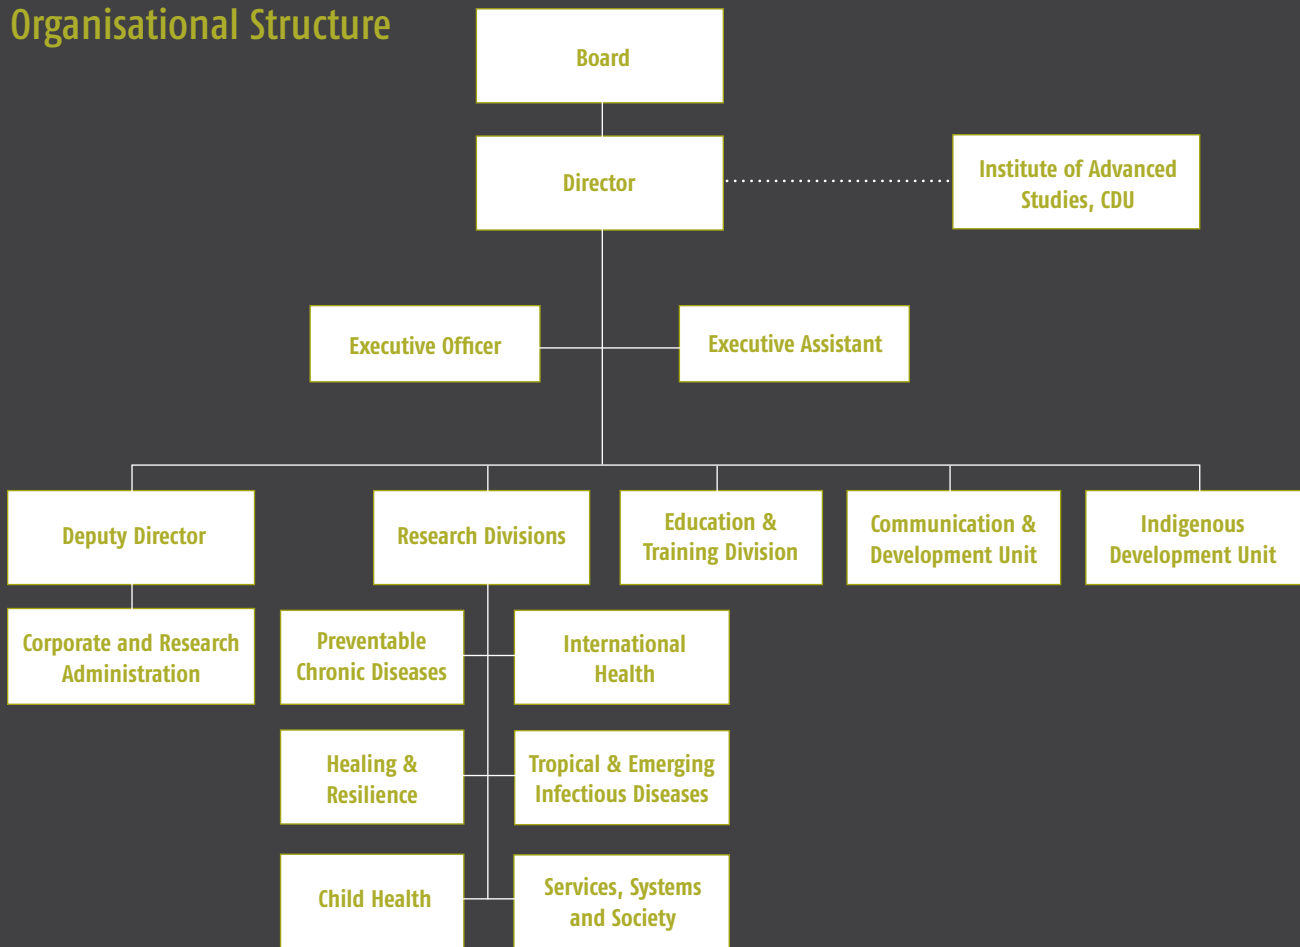 Organisational Structure
Board
Director
Institute of Advanced
Studies, CDU
Executive Officer
Executive Assistant
Deputy Director
Research Divisions
Education &
Training Division
Communication &
Development Unit
Indigenous
Development Unit
Corporate and Research
Administration
Preventable
Chronic Diseases
International
Health
Healing &
Resilience
Tropical & Emerging
Infectious Diseases
Child Health
Services, Systems
and Society